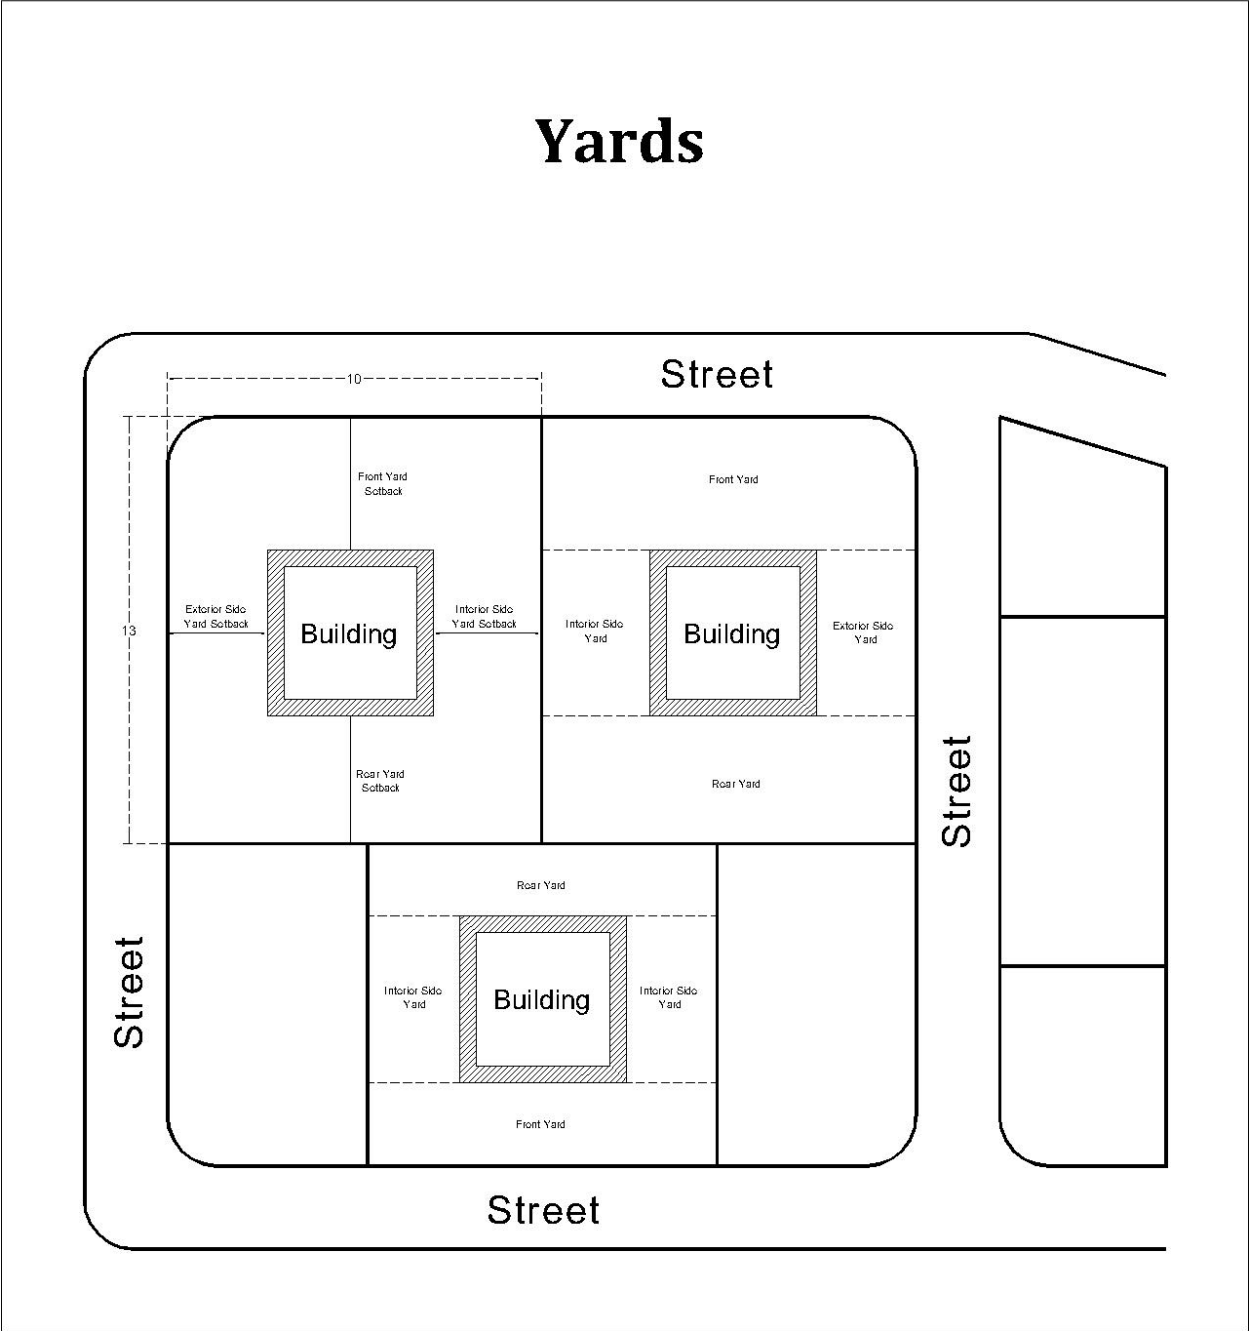 Yards
Street
10
Front Yard
Setback
Front Yard
Exterior Side
Yard Setback
Interior Side
Yard Setback
13
Building
Interior Side
Yard
Building
Exterior Side
Yard
Rear Yard
Setback
Rear Yard
Street
Rear Yard
Street
Interior Side
Yard
Building
Interior Side
Yard
Front Yard
Street